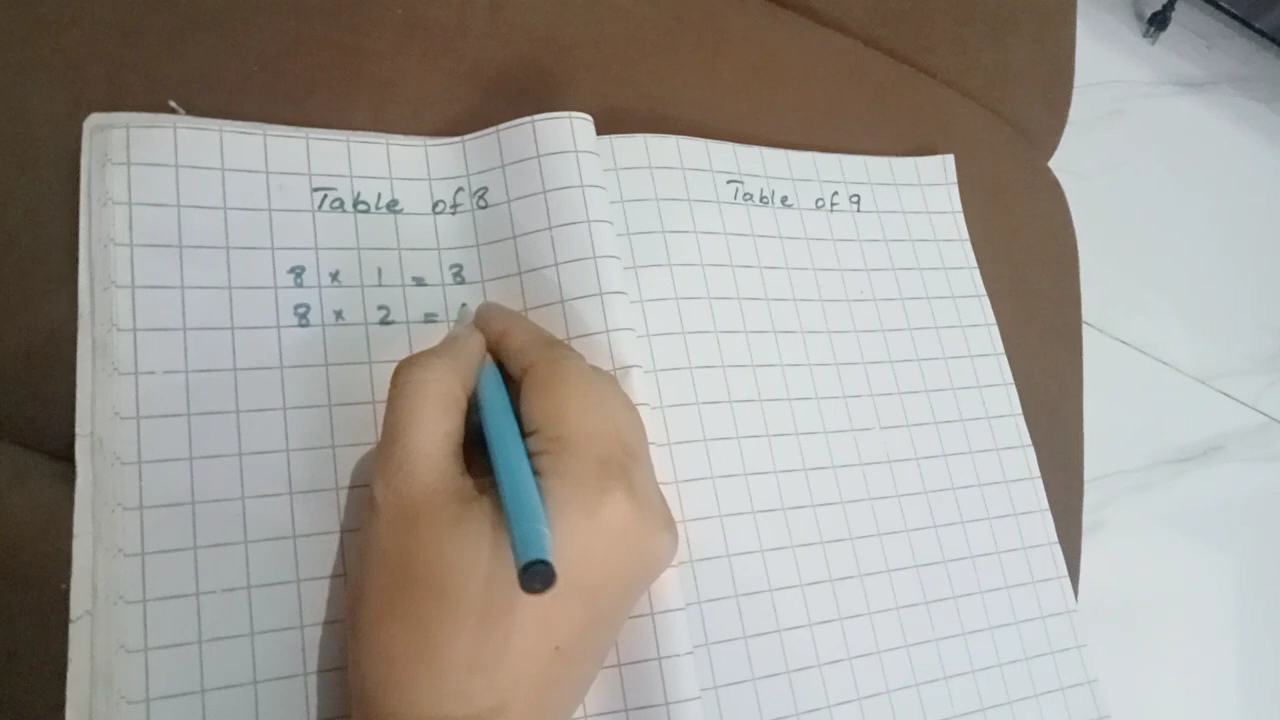 Table of 8
8 × 1 = 8
8 × 2 =
Table of 9